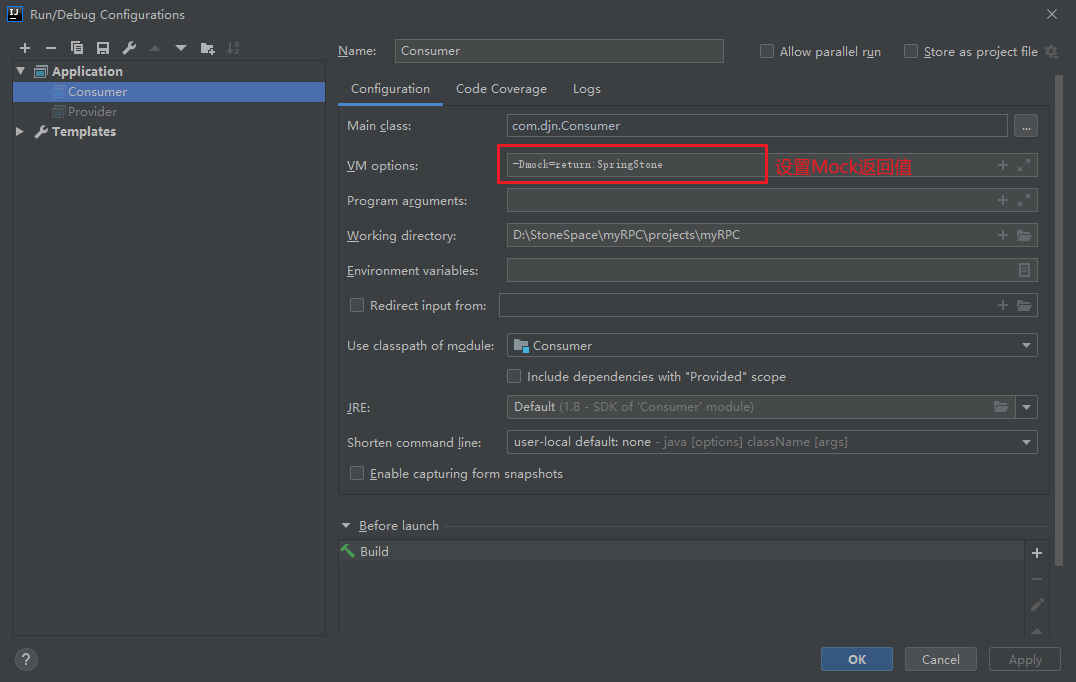 Run/Debug Configurations
Name: Consumer
Allow parallel run
Store as project file
Application
Consumer
Provider
Templates
Configuration Code Coverage Logs
Main class: com.djn.Consumer ...
VM options: -Dmock=return:SpringStone 设置Mock返回值
Program arguments:
Working directory: D:\StoneSpace\myRPC\projects\myRPC
Environment variables:
Redirect input from:
Use classpath of module: Consumer
Include dependencies with "Provided" scope
JRE: Default (1.8 - SDK of 'Consumer' module)
Shorten command line: user-local default: none - java [options] className [args]
Enable capturing form snapshots
Before launch
Build
? OK Cancel Apply